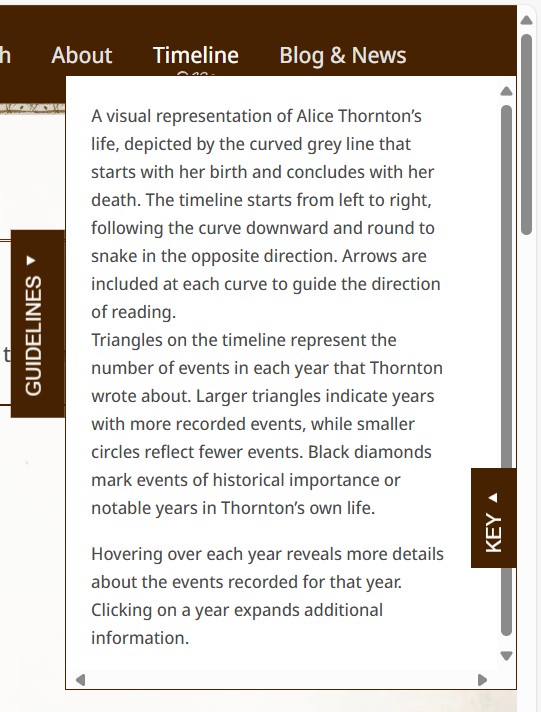 h About Timeline Blog & News
A visual representation of Alice Thornton’s
life, depicted by the curved grey line that
starts with her birth and concludes with her
death. The timeline starts from left to right,
following the curve downward and round to
snake in the opposite direction. Arrows are
included at each curve to guide the direction
of reading.
Triangles on the timeline represent the
number of events in each year that Thornton
wrote about. Larger triangles indicate years
with more recorded events, while smaller
circles reflect fewer events. Black diamonds
mark events of historical importance or
notable years in Thornton’s own life.
Hovering over each year reveals more details
about the events recorded for that year.
Clicking on a year expands additional
information.
GUIDELINES
t
KEY